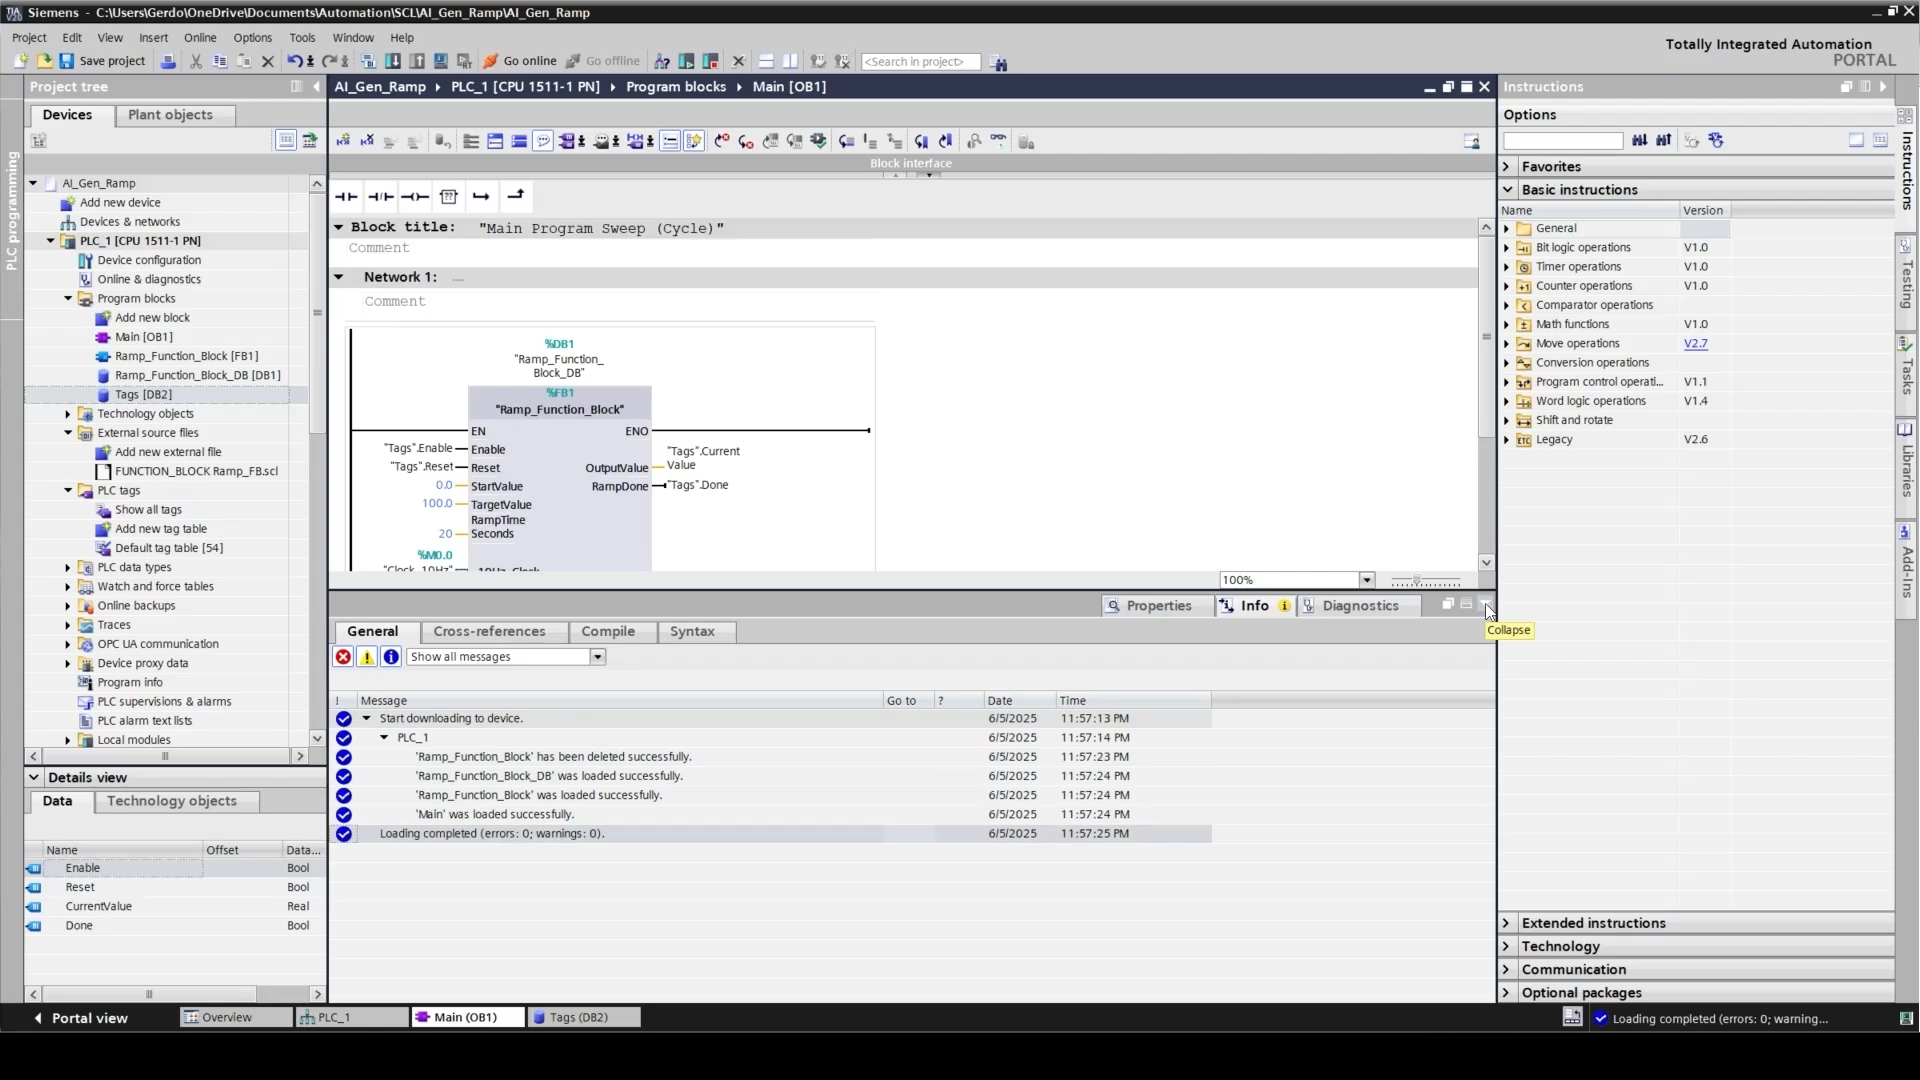 Siemens - C:\Users\Gerdo\OneDrive\Documents\Automation\SCL\AI_Gen_Ramp\AI_Gen_Ramp
Project Edit View Insert Online Options Tools Window Help
Totally Integrated Automation
PORTAL
Save project Go online Go offline <Search in project>
Project tree
AI_Gen_Ramp PLC_1 [CPU 1511-1 PN] Program blocks Main [OB1]
Instructions
Devices Plant objects
Options
PLC programming
Block interface
AI_Gen_Ramp
Add new device
Devices & networks
PLC_1 [CPU 1511-1 PN]
Device configuration
Online & diagnostics
Program blocks
Add new block
Main [OB1]
Ramp_Function_Block [FB1]
Ramp_Function_Block_DB [DB1]
Tags [DB2]
Technology objects
External source files
Add new external file
FUNCTION_BLOCK Ramp_FB.scl
PLC tags
Show all tags
Add new tag table
Default tag table [54]
PLC data types
Watch and force tables
Online backups
Traces
OPC UA communication
Device proxy data
Program info
PLC supervisions & alarms
PLC alarm text lists
Local modules
Details view
Data Technology objects
Name Offset Data...
Enable Bool
Reset Bool
CurrentValue Real
Done Bool
Block title: "Main Program Sweep (Cycle)"
Comment
Network 1: ....
Comment
%DB1
"Ramp_Function_
Block_DB"
%FB1
"Ramp_Function_Block"
EN ENO
"Tags".Enable Enable
"Tags".Reset Reset
OutputValue "Tags".Current
Value
0.0 StartValue
RampDone "Tags".Done
100.0 TargetValue
RampTime
20 Seconds
%M0.0
"Clock_10Hz" 10Hz_Clock
100%
Properties Info Diagnostics
Collapse
General Cross-references Compile Syntax
Show all messages
! Message Go to ? Date Time
Start downloading to device. 6/5/2025 11:57:13 PM
PLC_1 6/5/2025 11:57:14 PM
'Ramp_Function_Block' has been deleted successfully. 6/5/2025 11:57:23 PM
'Ramp_Function_Block_DB' was loaded successfully. 6/5/2025 11:57:24 PM
'Ramp_Function_Block' was loaded successfully. 6/5/2025 11:57:24 PM
'Main' was loaded successfully. 6/5/2025 11:57:24 PM
Loading completed (errors: 0; warnings: 0). 6/5/2025 11:57:25 PM
Favorites
Basic instructions
Name Version
General
Bit logic operations V1.0
Timer operations V1.0
Counter operations V1.0
Comparator operations
Math functions V1.0
Move operations V2.7
Conversion operations
Program control operati... V1.1
Word logic operations V1.4
Shift and rotate
Legacy V2.6
Extended instructions
Technology
Communication
Optional packages
Instructions
Testing
Tasks
Libraries
Add-Ins
Portal view Overview PLC_1 Main (OB1) Tags (DB2) Loading completed (errors: 0; warning...